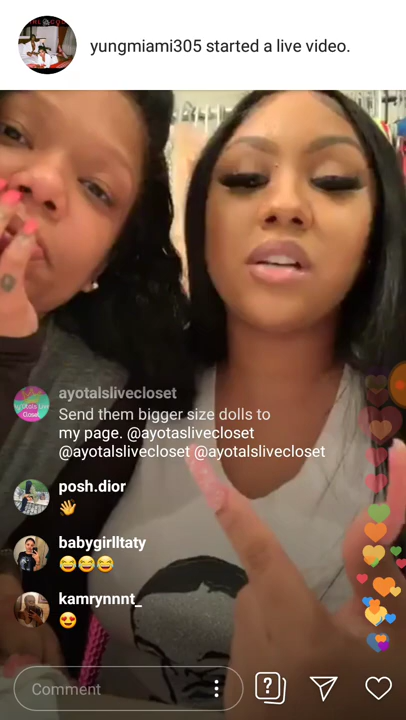 yungmiami305 started a live video.
ayotalslivecloset
Send them bigger size dolls to
my page. @ayotaslivecloset
@ayotalslivecloset @ayotalslivecloset
posh.dior
👋
babygirlltaty
😂😂😂
kamrynnnt_
😍
Comment